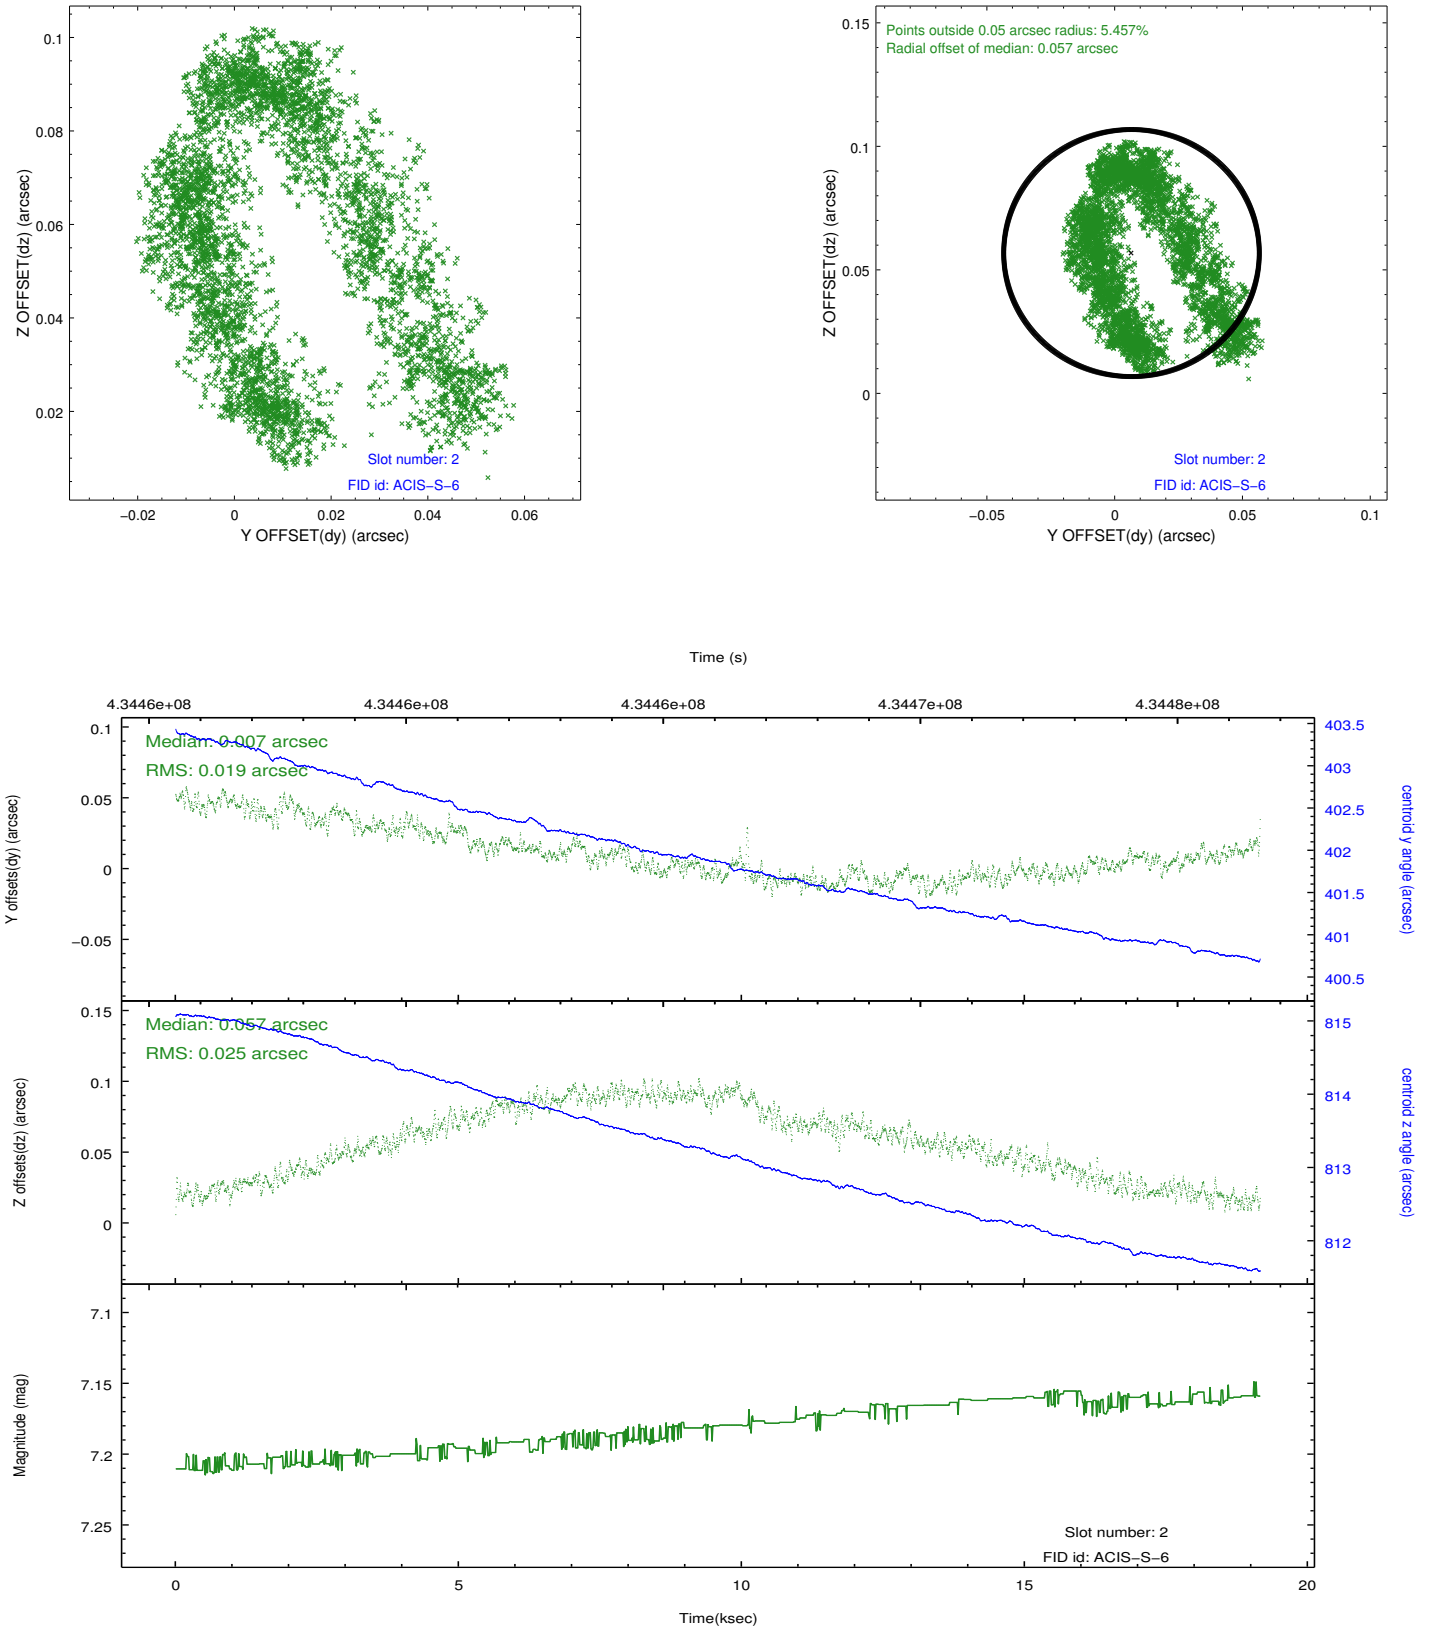 0.1
0.08
0.06
0.04
0.02
Z OFFSET(dz) (arcsec)
Slot number: 2
FID id: ACIS−S−6
−0.02 0 0.02 0.04 0.06
Y OFFSET(dy) (arcsec)
0.15
0.1
0.05
0
Z OFFSET(dz) (arcsec)
Points outside 0.05 arcsec radius: 5.457%
Radial offset of median: 0.057 arcsec
Slot number: 2
FID id: ACIS−S−6
−0.05 0 0.05 0.1
Y OFFSET(dy) (arcsec)
Time (s)
4.3446e+08 4.3446e+08 4.3446e+08 4.3447e+08 4.3448e+08
0.1
0.05
0
−0.05
Y offsets(dy) (arcsec)
Median: 0.007 arcsec
RMS: 0.019 arcsec
403.5
403
402.5
402
401.5
401
400.5
centroid y angle (arcsec)
0.15
0.1
0.05
0
Z offsets(dz) (arcsec)
Median: 0.057 arcsec
RMS: 0.025 arcsec
815
814
813
812
centroid z angle (arcsec)
7.1
7.15
7.2
7.25
Magnitude (mag)
Slot number: 2
FID id: ACIS−S−6
0 5 10 15 20
Time(ksec)